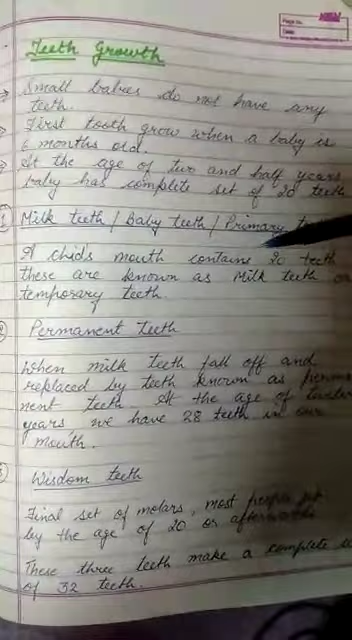 Page No.
Date
Teeth Growth
→ Small babies do not have any
teeth.
→ First tooth grow when a baby is
6 months old.
→ At the age of two and half years
baby has complete set of 20 teeth
Milk teeth / Baby teeth / Primary
A chid's mouth contains 20 teeth
these are known as Milk teeth or
temporary teeth.
Permanent Teeth
When milk teeth fall off and
replaced by teeth known as perma
nent teeth At the age of twelve
years, we have 28 teeth in our
mouth.
Wisdom teeth
Final set of molars, most people get
by the age of 20 or afterwards
These three teeth make a complete
of 32 teeth.